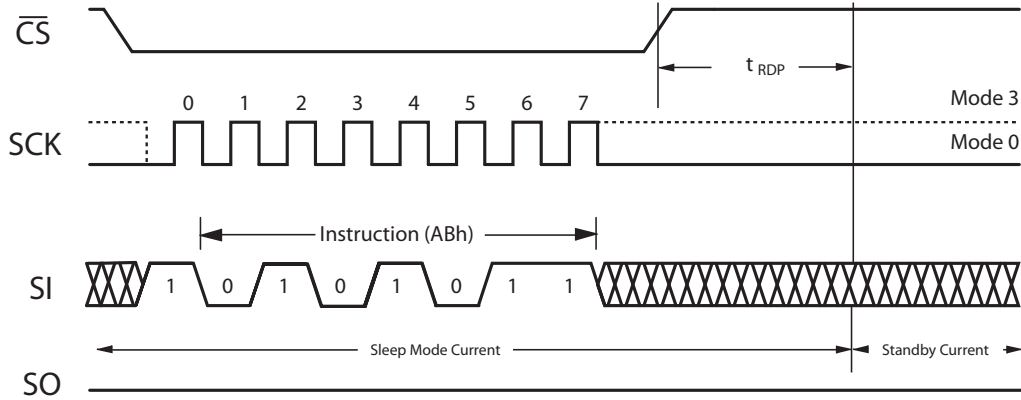 CS
t RDP
0 1 2 3 4 5 6 7
Mode 3
SCK
Mode 0
Instruction (ABh)
SI
1 0 1 0 1 0 1 1
Sleep Mode Current
Standby Current
SO